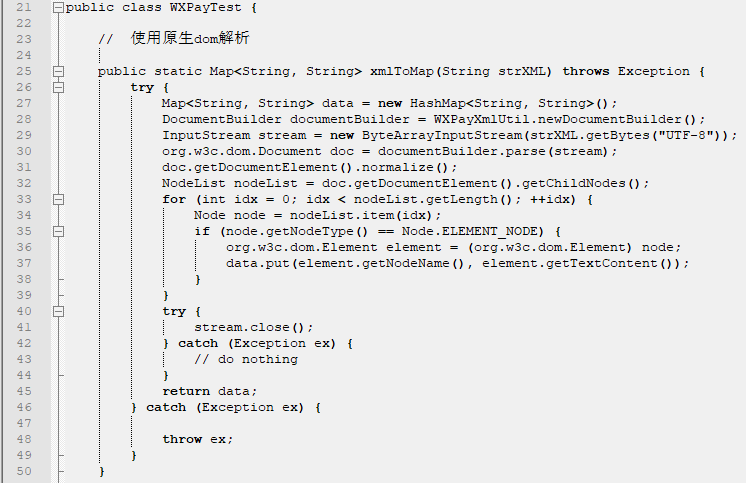 21 public class WXPayTest {
22
23 // 使用原生dom解析
24
25 public static Map<String, String> xmlToMap(String strXML) throws Exception {
26 try {
27 Map<String, String> data = new HashMap<String, String>();
28 DocumentBuilder documentBuilder = WXPayXmlUtil.newDocumentBuilder();
29 InputStream stream = new ByteArrayInputStream(strXML.getBytes("UTF-8"));
30 org.w3c.dom.Document doc = documentBuilder.parse(stream);
31 doc.getDocumentElement().normalize();
32 NodeList nodeList = doc.getDocumentElement().getChildNodes();
33 for (int idx = 0; idx < nodeList.getLength(); ++idx) {
34 Node node = nodeList.item(idx);
35 if (node.getNodeType() == Node.ELEMENT_NODE) {
36 org.w3c.dom.Element element = (org.w3c.dom.Element) node;
37 data.put(element.getNodeName(), element.getTextContent());
38 }
39 }
40 try {
41 stream.close();
42 } catch (Exception ex) {
43 // do nothing
44 }
45 return data;
46 } catch (Exception ex) {
47
48 throw ex;
49 }
50 }